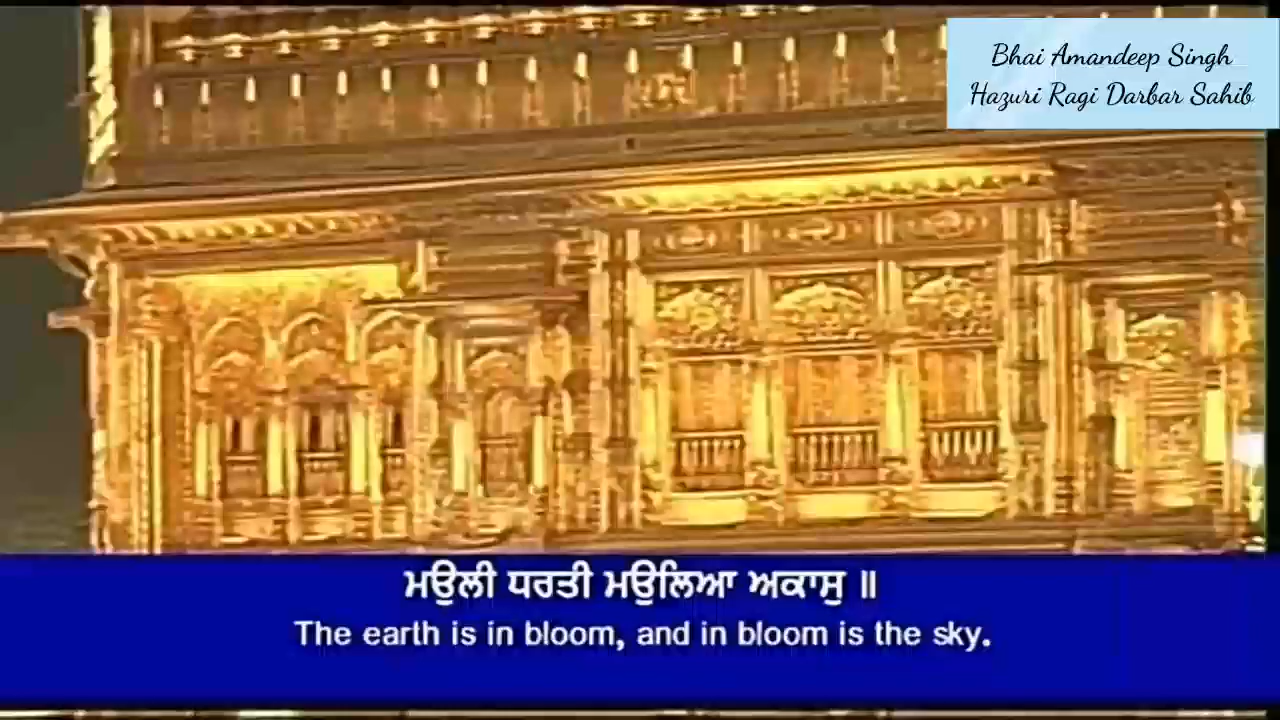 Bhai Amandeep Singh
Hazuri Ragi Darbar Sahib
ਮਉਲੀ ਧਰਤੀ ਮਉਲਿਆ ਅਕਾਸੁ ॥
The earth is in bloom, and in bloom is the sky.